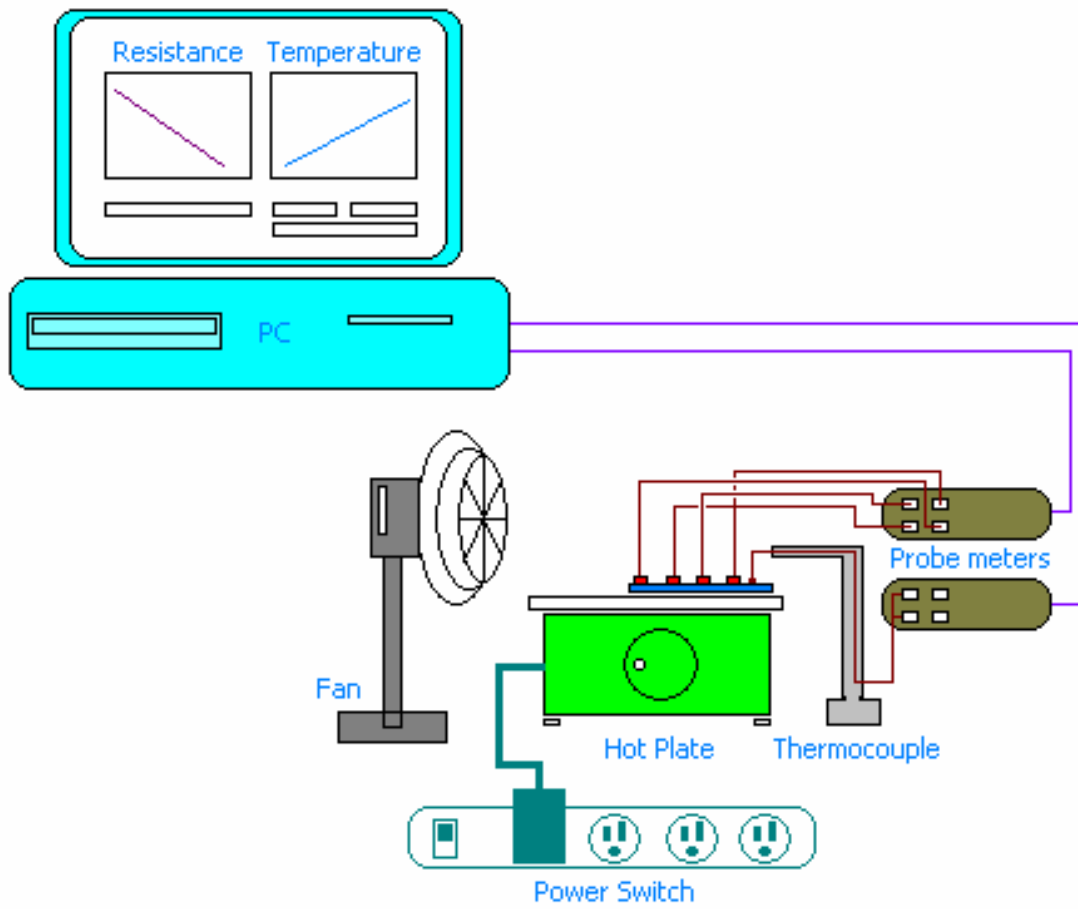 Resistance Temperature
PC
Probe meters
Fan
Hot Plate
Thermocouple
Power Switch